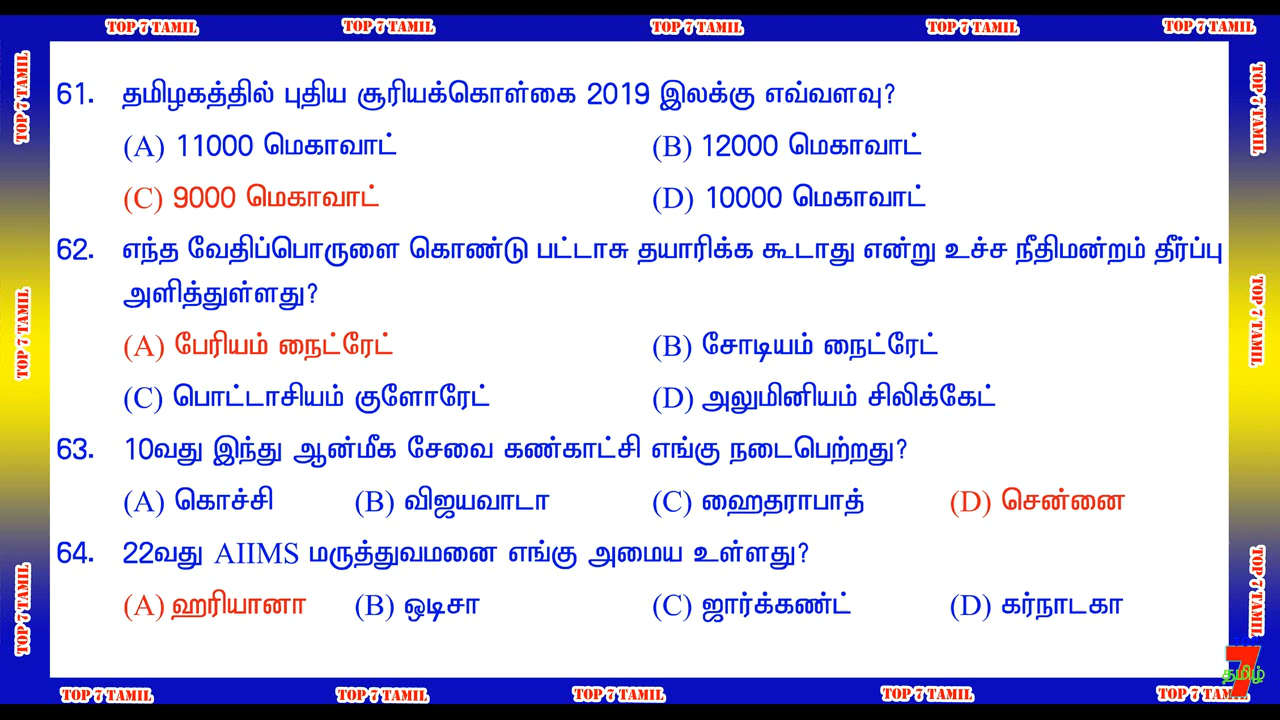 TOP 7 TAMIL TOP 7 TAMIL TOP 7 TAMIL TOP 7 TAMIL TOP 7 TAMIL
TOP 7 TAMIL
TOP 7 TAMIL
TOP 7 TAMIL
61. தமிழகத்தில் புதிய சூரியக்கொள்கை 2019 இலக்கு எவ்வளவு?
(A) 11000 மெகாவாட் (B) 12000 மெகாவாட்
(C) 9000 மெகாவாட் (D) 10000 மெகாவாட்
62. எந்த வேதிப்பொருளை கொண்டு பட்டாசு தயாரிக்க கூடாது என்று உச்ச நீதிமன்றம் தீர்ப்பு
அளித்துள்ளது?
(A) பேரியம் நைட்ரேட் (B) சோடியம் நைட்ரேட்
(C) பொட்டாசியம் குளோரேட் (D) அலுமினியம் சிலிக்கேட்
63. 10வது இந்து ஆன்மீக சேவை கண்காட்சி எங்கு நடைபெற்றது?
(A) கொச்சி (B) விஜயவாடா (C) ஹைதராபாத் (D) சென்னை
64. 22வது AIIMS மருத்துவமனை எங்கு அமைய உள்ளது?
(A) ஹரியானா (B) ஒடிசா (C) ஜார்க்கண்ட் (D) கர்நாடகா
TOP 7 TAMIL
TOP 7 TAMIL
TOP 7 TAMIL
TOP
7
தமிழ்
TOP 7 TAMIL TOP 7 TAMIL TOP 7 TAMIL TOP 7 TAMIL TOP 7 TAMIL